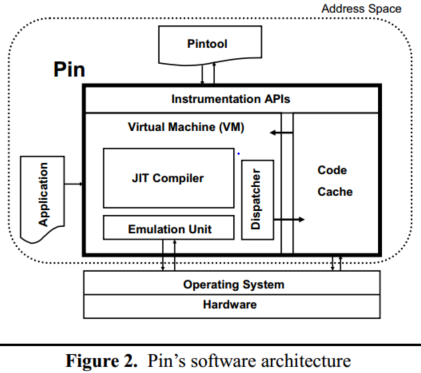 Address Space
Pintool
Pin
Instrumentation APIs
Virtual Machine (VM)
JIT Compiler
Emulation Unit
Dispatcher
Code
Cache
Application
Operating System
Hardware
Figure 2. Pin's software architecture